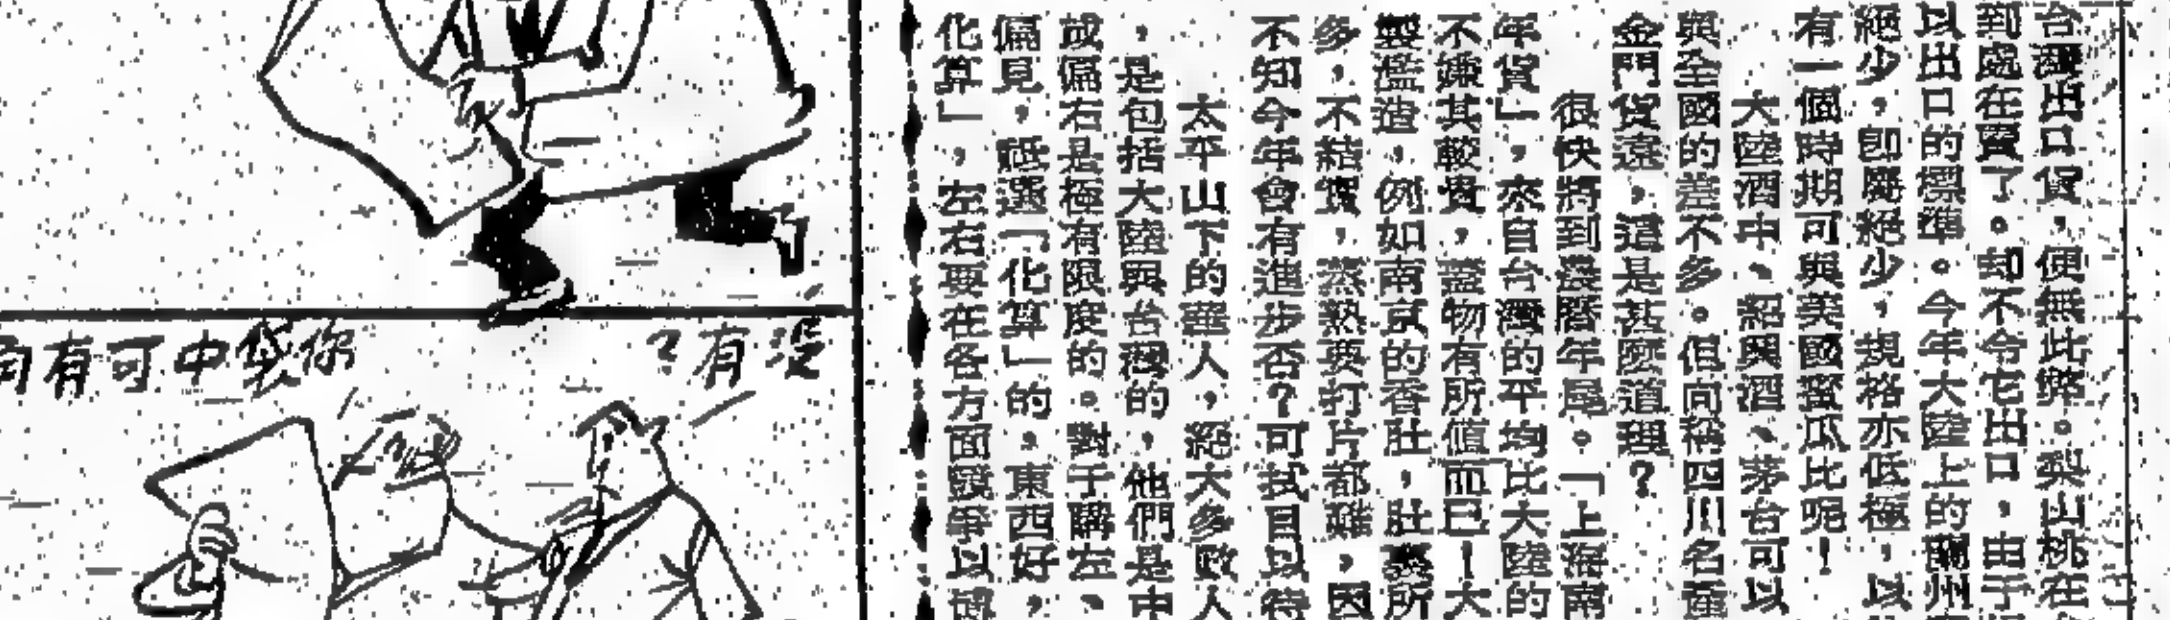 台灣出口貨，便無此弊。梨山桃在
到處在賣了。却不令它出口，由于
以出口的標準。今年大陸上的蘭州
絕少，卽屬絕少，規格亦低極，以
有一個時期可與美國蜜瓜比呢！
大陸酒中、紹興酒、茅台可以
與全國的差不多。但向稱四川名產
金門貨遠，這是甚麼道理？
很快將到農曆年尾。「上海南
年貨」，來自台灣的平均比大陸的
不嫌其較貴，蓋物有所值而已！大
製濫造，例如南京的香肚，肚裏所
多，不結實，蒸熟要打片都難，因
不知今年會有進步否？可拭目以待
太平山下的華人，絕大多數人
，是包括大陸與台灣的，他們是中
或偏右是極有限度的。對于購左、
偏見，祗選「化算」的。東西好，
化算」，左右要在各方面競爭以
沒有？
你袋中可有